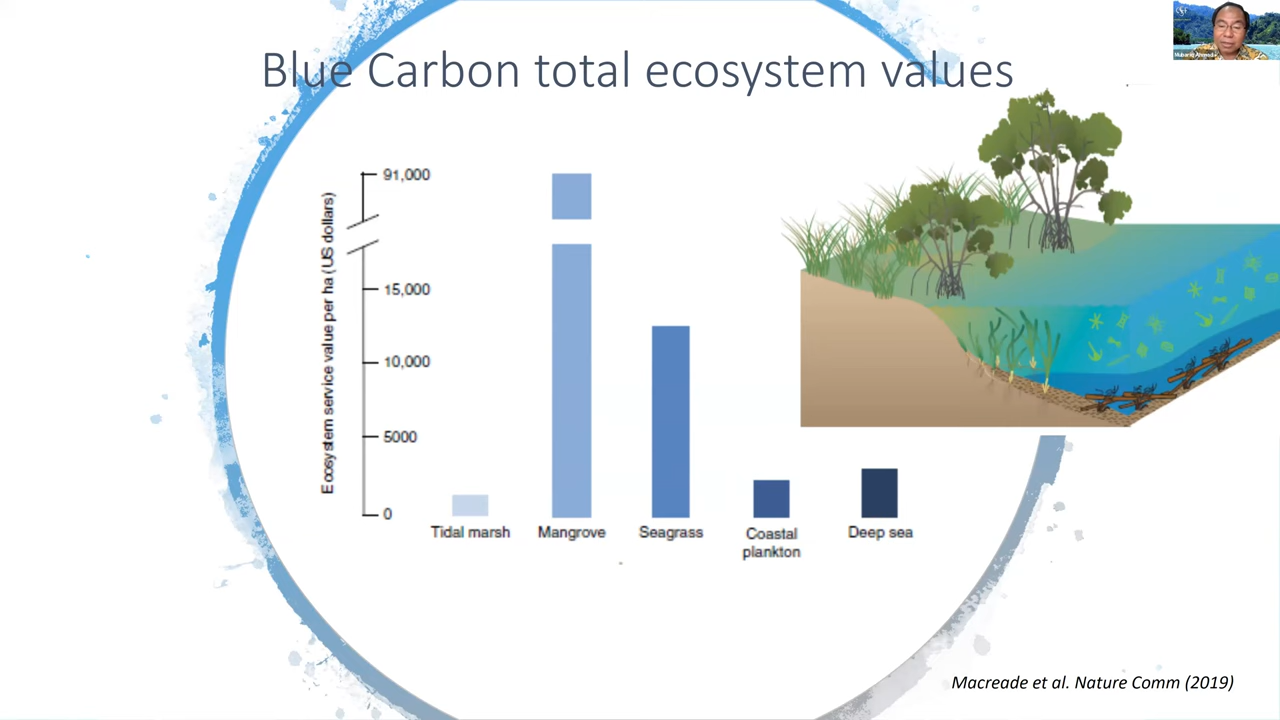 Blue Carbon total ecosystem values
Ecosystem service value per ha (US dollars)
91,000
15,000
10,000
5000
0
Tidal marsh
Mangrove
Seagrass
Coastal
plankton
Deep sea
Macreade et al. Nature Comm (2019)